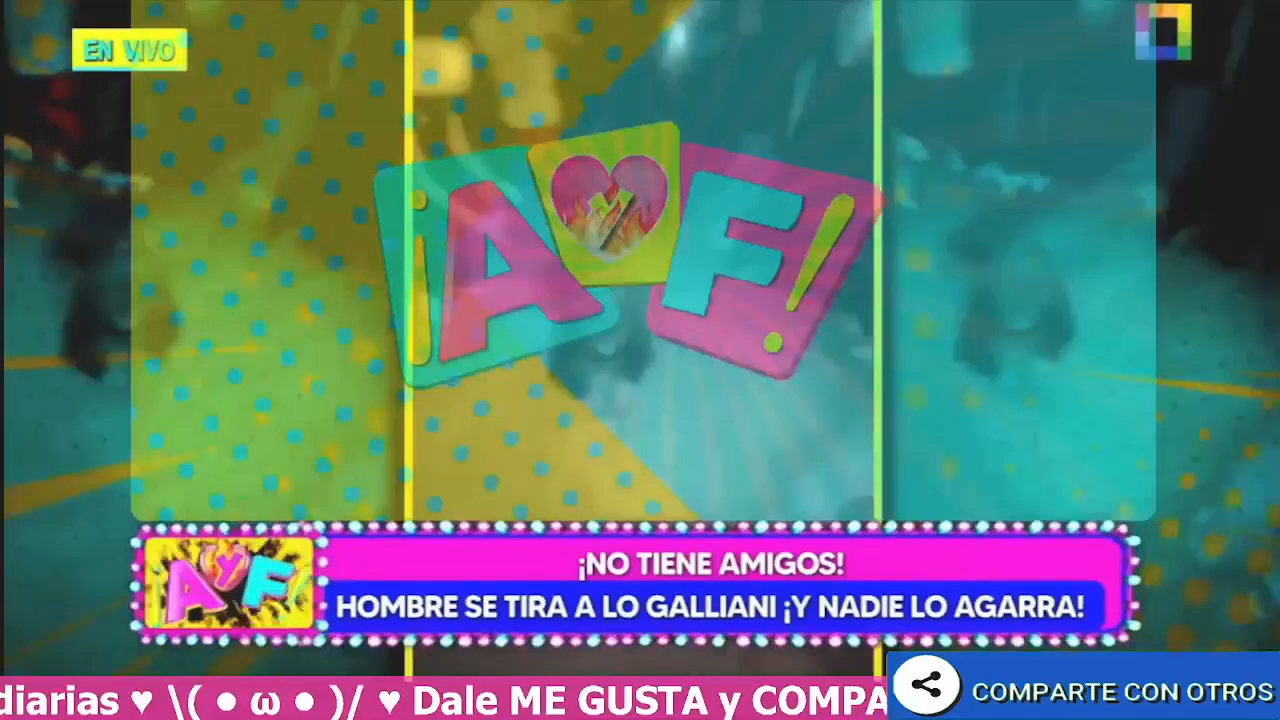 EN VIVO
¡A y F!
A y F
¡NO TIENE AMIGOS!
HOMBRE SE TIRA A LO GALLIANI ¡Y NADIE LO AGARRA!
diarias ♥ \( ● ω ● )/ ♥ Dale ME GUSTA y COMPA
COMPARTE CON OTROS